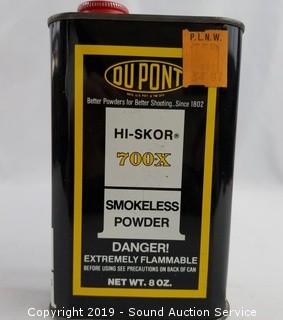 P.L.N.W.
DU PONT
Better Powders for Better Shooting...Since 1802
HI-SKOR®
700X
SMOKELESS
POWDER
DANGER!
EXTREMELY FLAMMABLE
BEFORE USING SEE PRECAUTIONS ON BACK OF CAN
NET WT. 8 OZ.
Copyright 2019 - Sound Auction Service